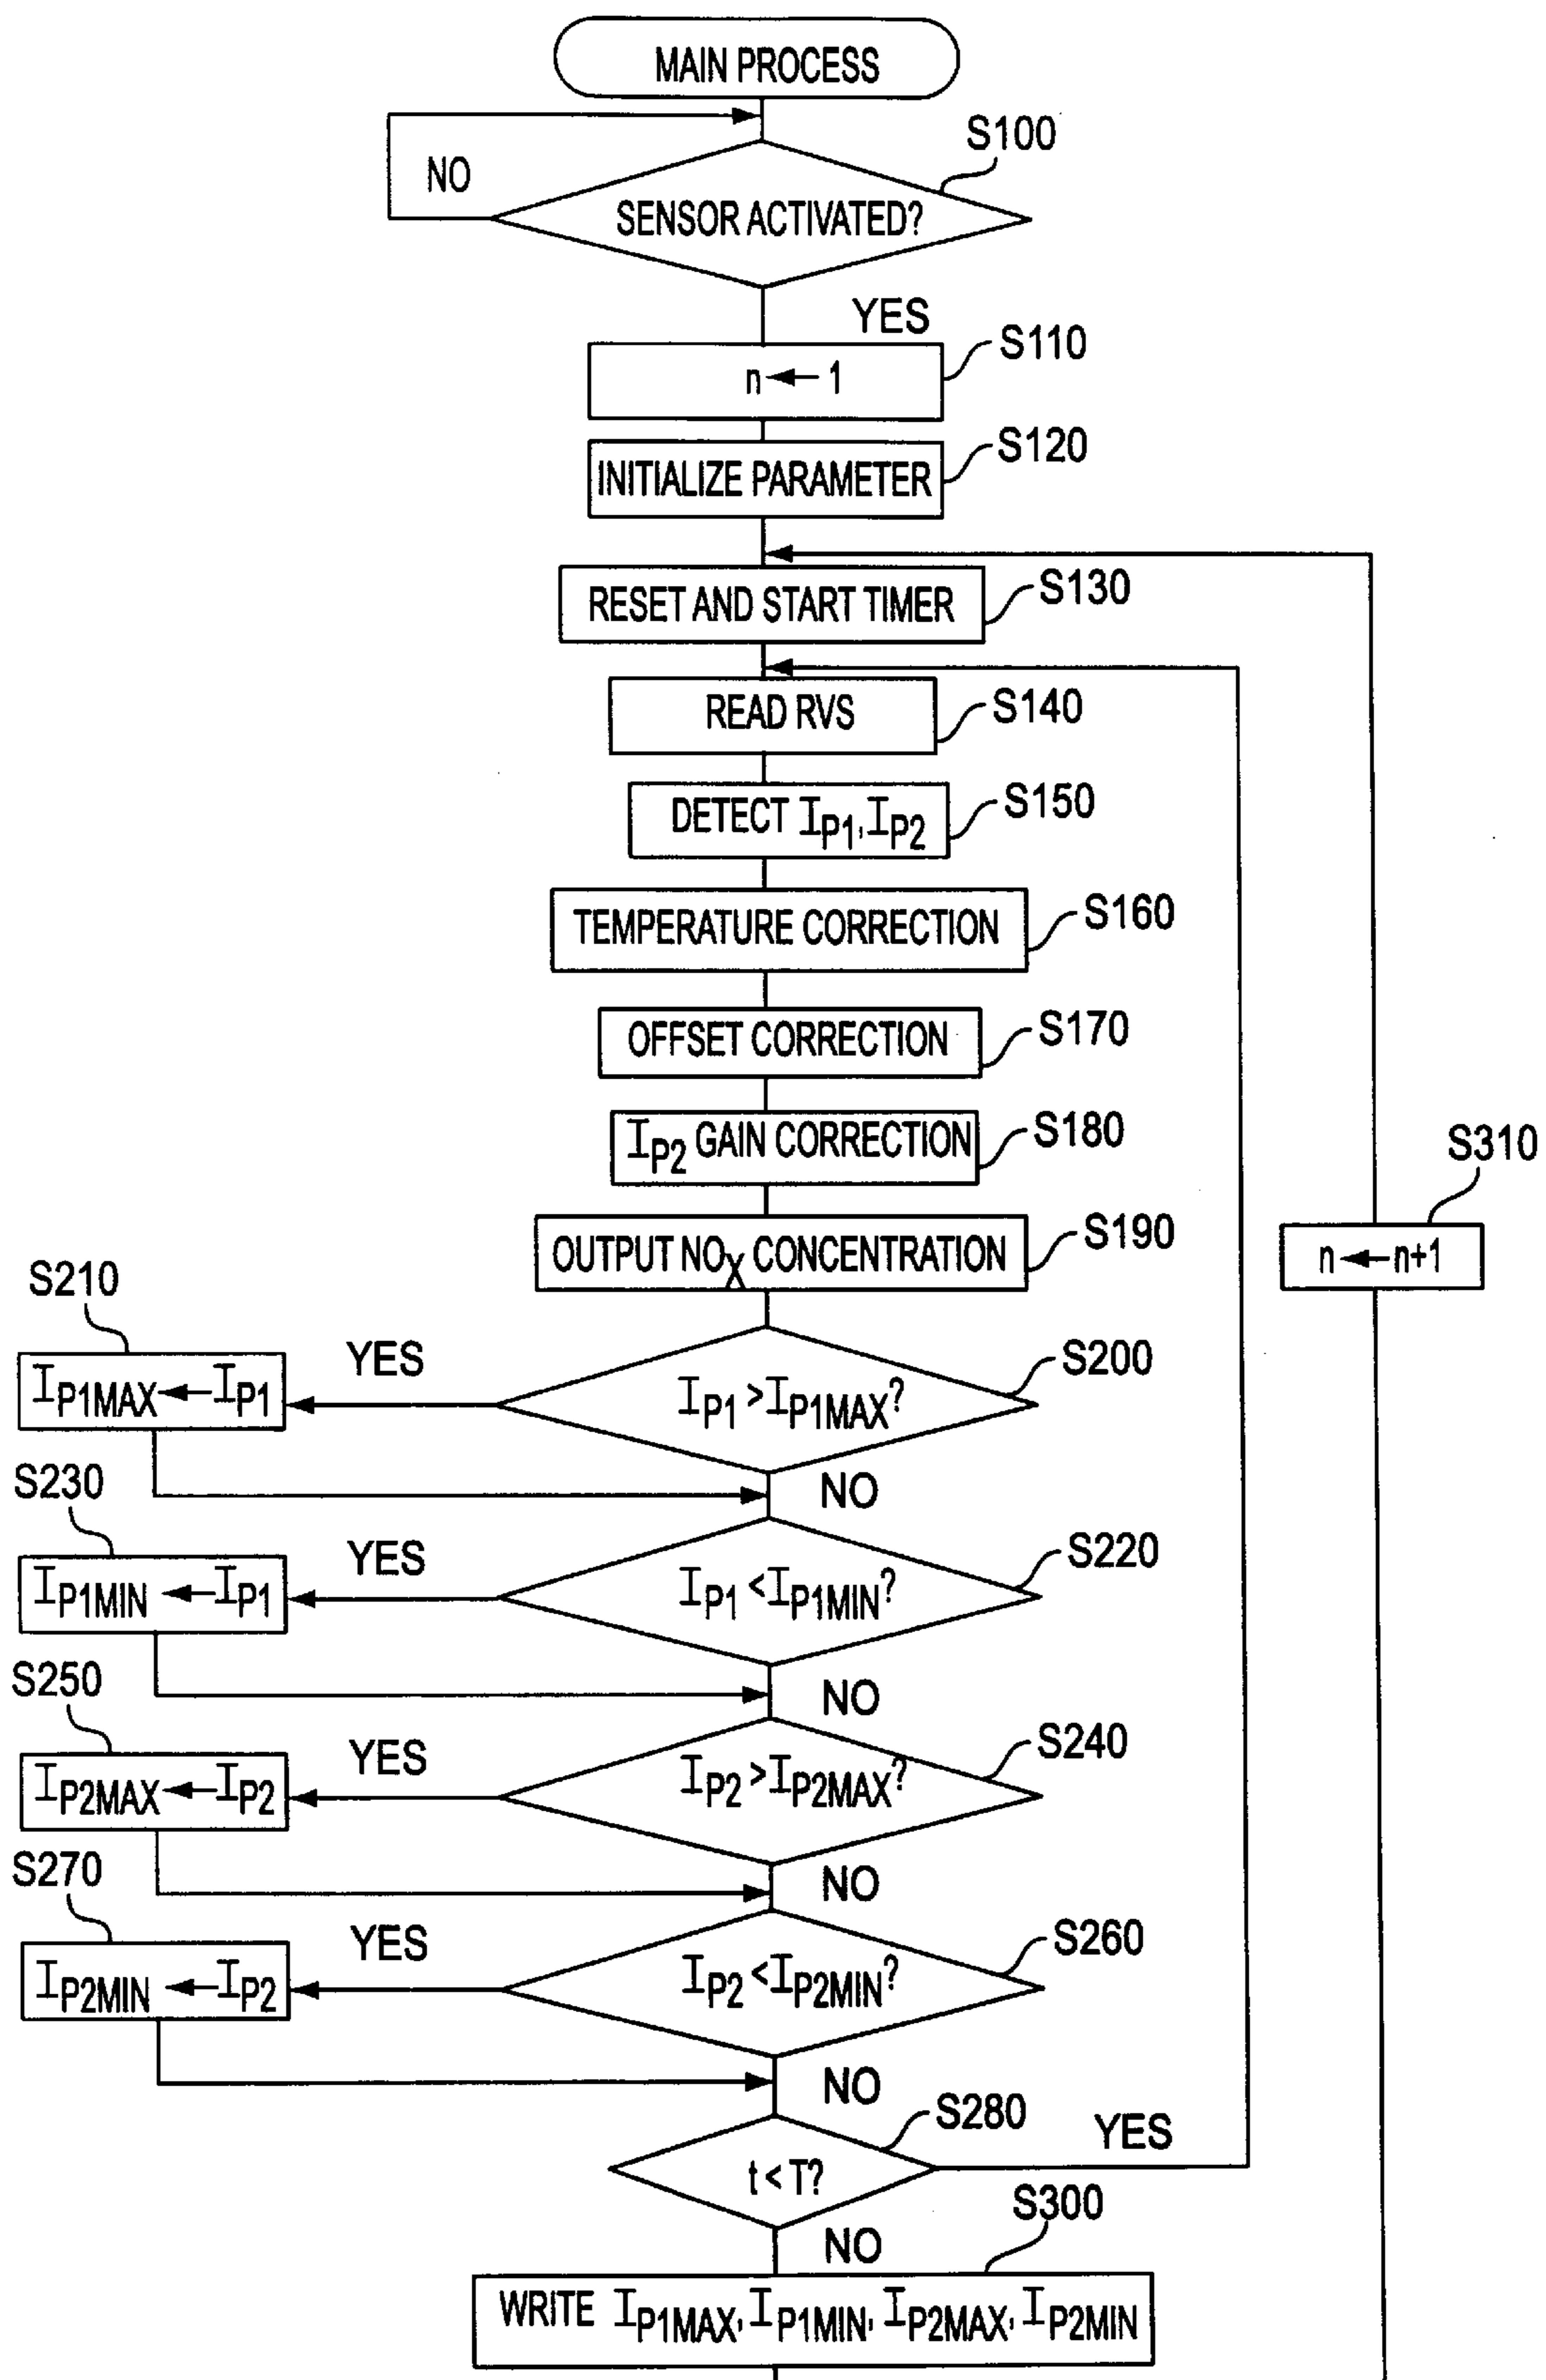 MAIN PROCESS
S100
NO
SENSOR ACTIVATED?
YES
S110
n ← 1
S120
INITIALIZE PARAMETER
S130
RESET AND START TIMER
S140
READ RVS
S150
DETECT IP1, IP2
S160
TEMPERATURE CORRECTION
S170
OFFSET CORRECTION
S180
IP2 GAIN CORRECTION
S310
n ← n+1
S190
OUTPUT NOX CONCENTRATION
S210
YES
S200
IP1MAX ← IP1
IP1 > IP1MAX?
NO
S230
YES
S220
IP1MIN ← IP1
IP1 < IP1MIN?
NO
S250
YES
S240
IP2MAX ← IP2
IP2 > IP2MAX?
NO
S270
YES
S260
IP2MIN ← IP2
IP2 < IP2MIN?
NO
S280
YES
t < T?
S300
NO
WRITE IP1MAX, IP1MIN, IP2MAX, IP2MIN